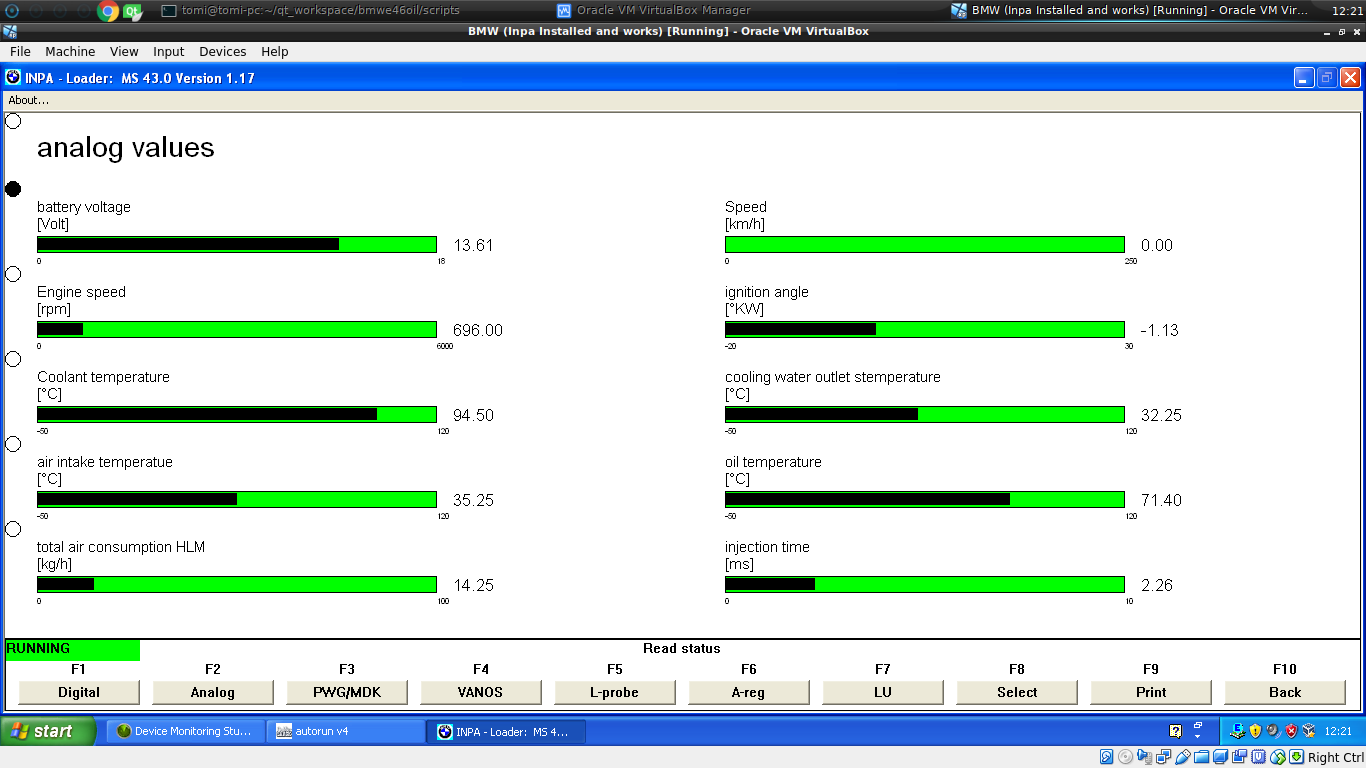 tomi@tomi-pc:~/qt_workspace/bmwe46oil/scripts
Oracle VM VirtualBox Manager
BMW (Inpa Installed and works) [Running] - Oracle VM Vir...
12:21
BMW (Inpa Installed and works) [Running] - Oracle VM VirtualBox
File Machine View Input Devices Help
INPA - Loader: MS 43.0 Version 1.17
About...
analog values
battery voltage
[Volt]
13.61
0 18
Speed
[km/h]
0.00
0 250
Engine speed
[rpm]
696.00
0 6000
ignition angle
[°KW]
-1.13
-20 30
Coolant temperature
[°C]
94.50
-50 120
cooling water outlet stemperature
[°C]
32.25
-50 120
air intake temperatue
[°C]
35.25
-50 120
oil temperature
[°C]
71.40
-50 120
total air consumption HLM
[kg/h]
14.25
0 100
injection time
[ms]
2.26
0 10
RUNNING
Read status
F1 F2 F3 F4 F5 F6 F7 F8 F9 F10
Digital Analog PWG/MDK VANOS L-probe A-reg LU Select Print Back
start
Device Monitoring Stu...
autorun v4
INPA - Loader: MS 4...
12:21
Right Ctrl